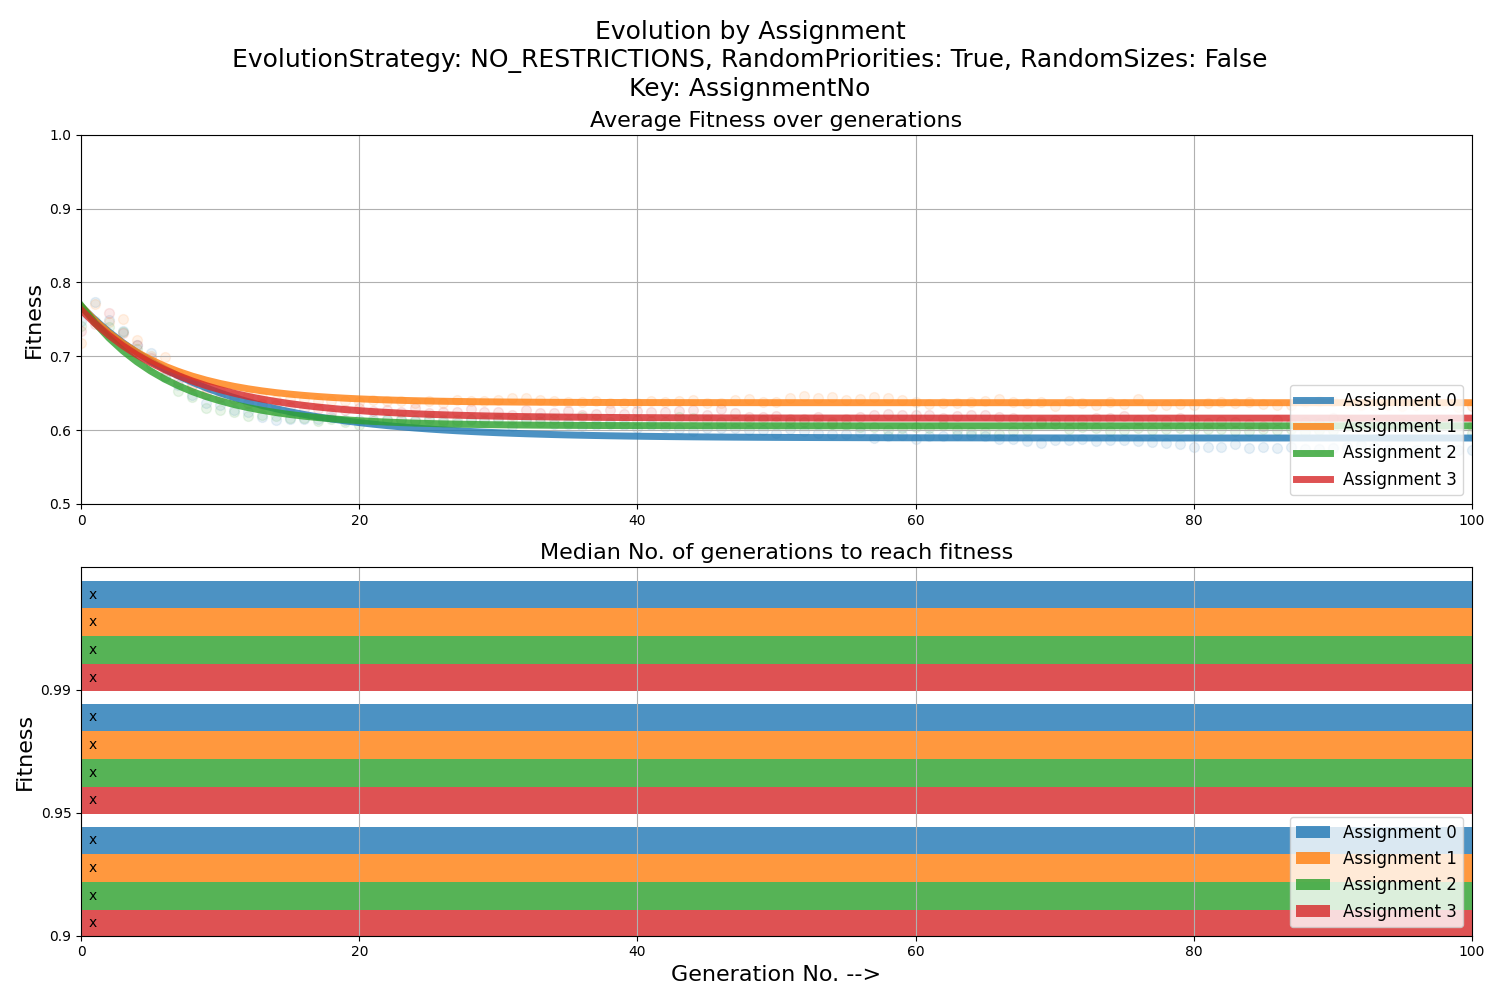 Evolution by Assignment
EvolutionStrategy: NO_RESTRICTIONS, RandomPriorities: True, RandomSizes: False
Key: AssignmentNo
Average Fitness over generations
Fitness
1.0
0.9
0.8
0.7
0.6
0.5
0 20 40 60 80 100
Assignment 0
Assignment 1
Assignment 2
Assignment 3
Median No. of generations to reach fitness
Fitness
x
x
x
x
0.99
x
x
x
x
0.95
x
x
x
x
0.9
Assignment 0
Assignment 1
Assignment 2
Assignment 3
0 20 40 60 80 100
Generation No. -->